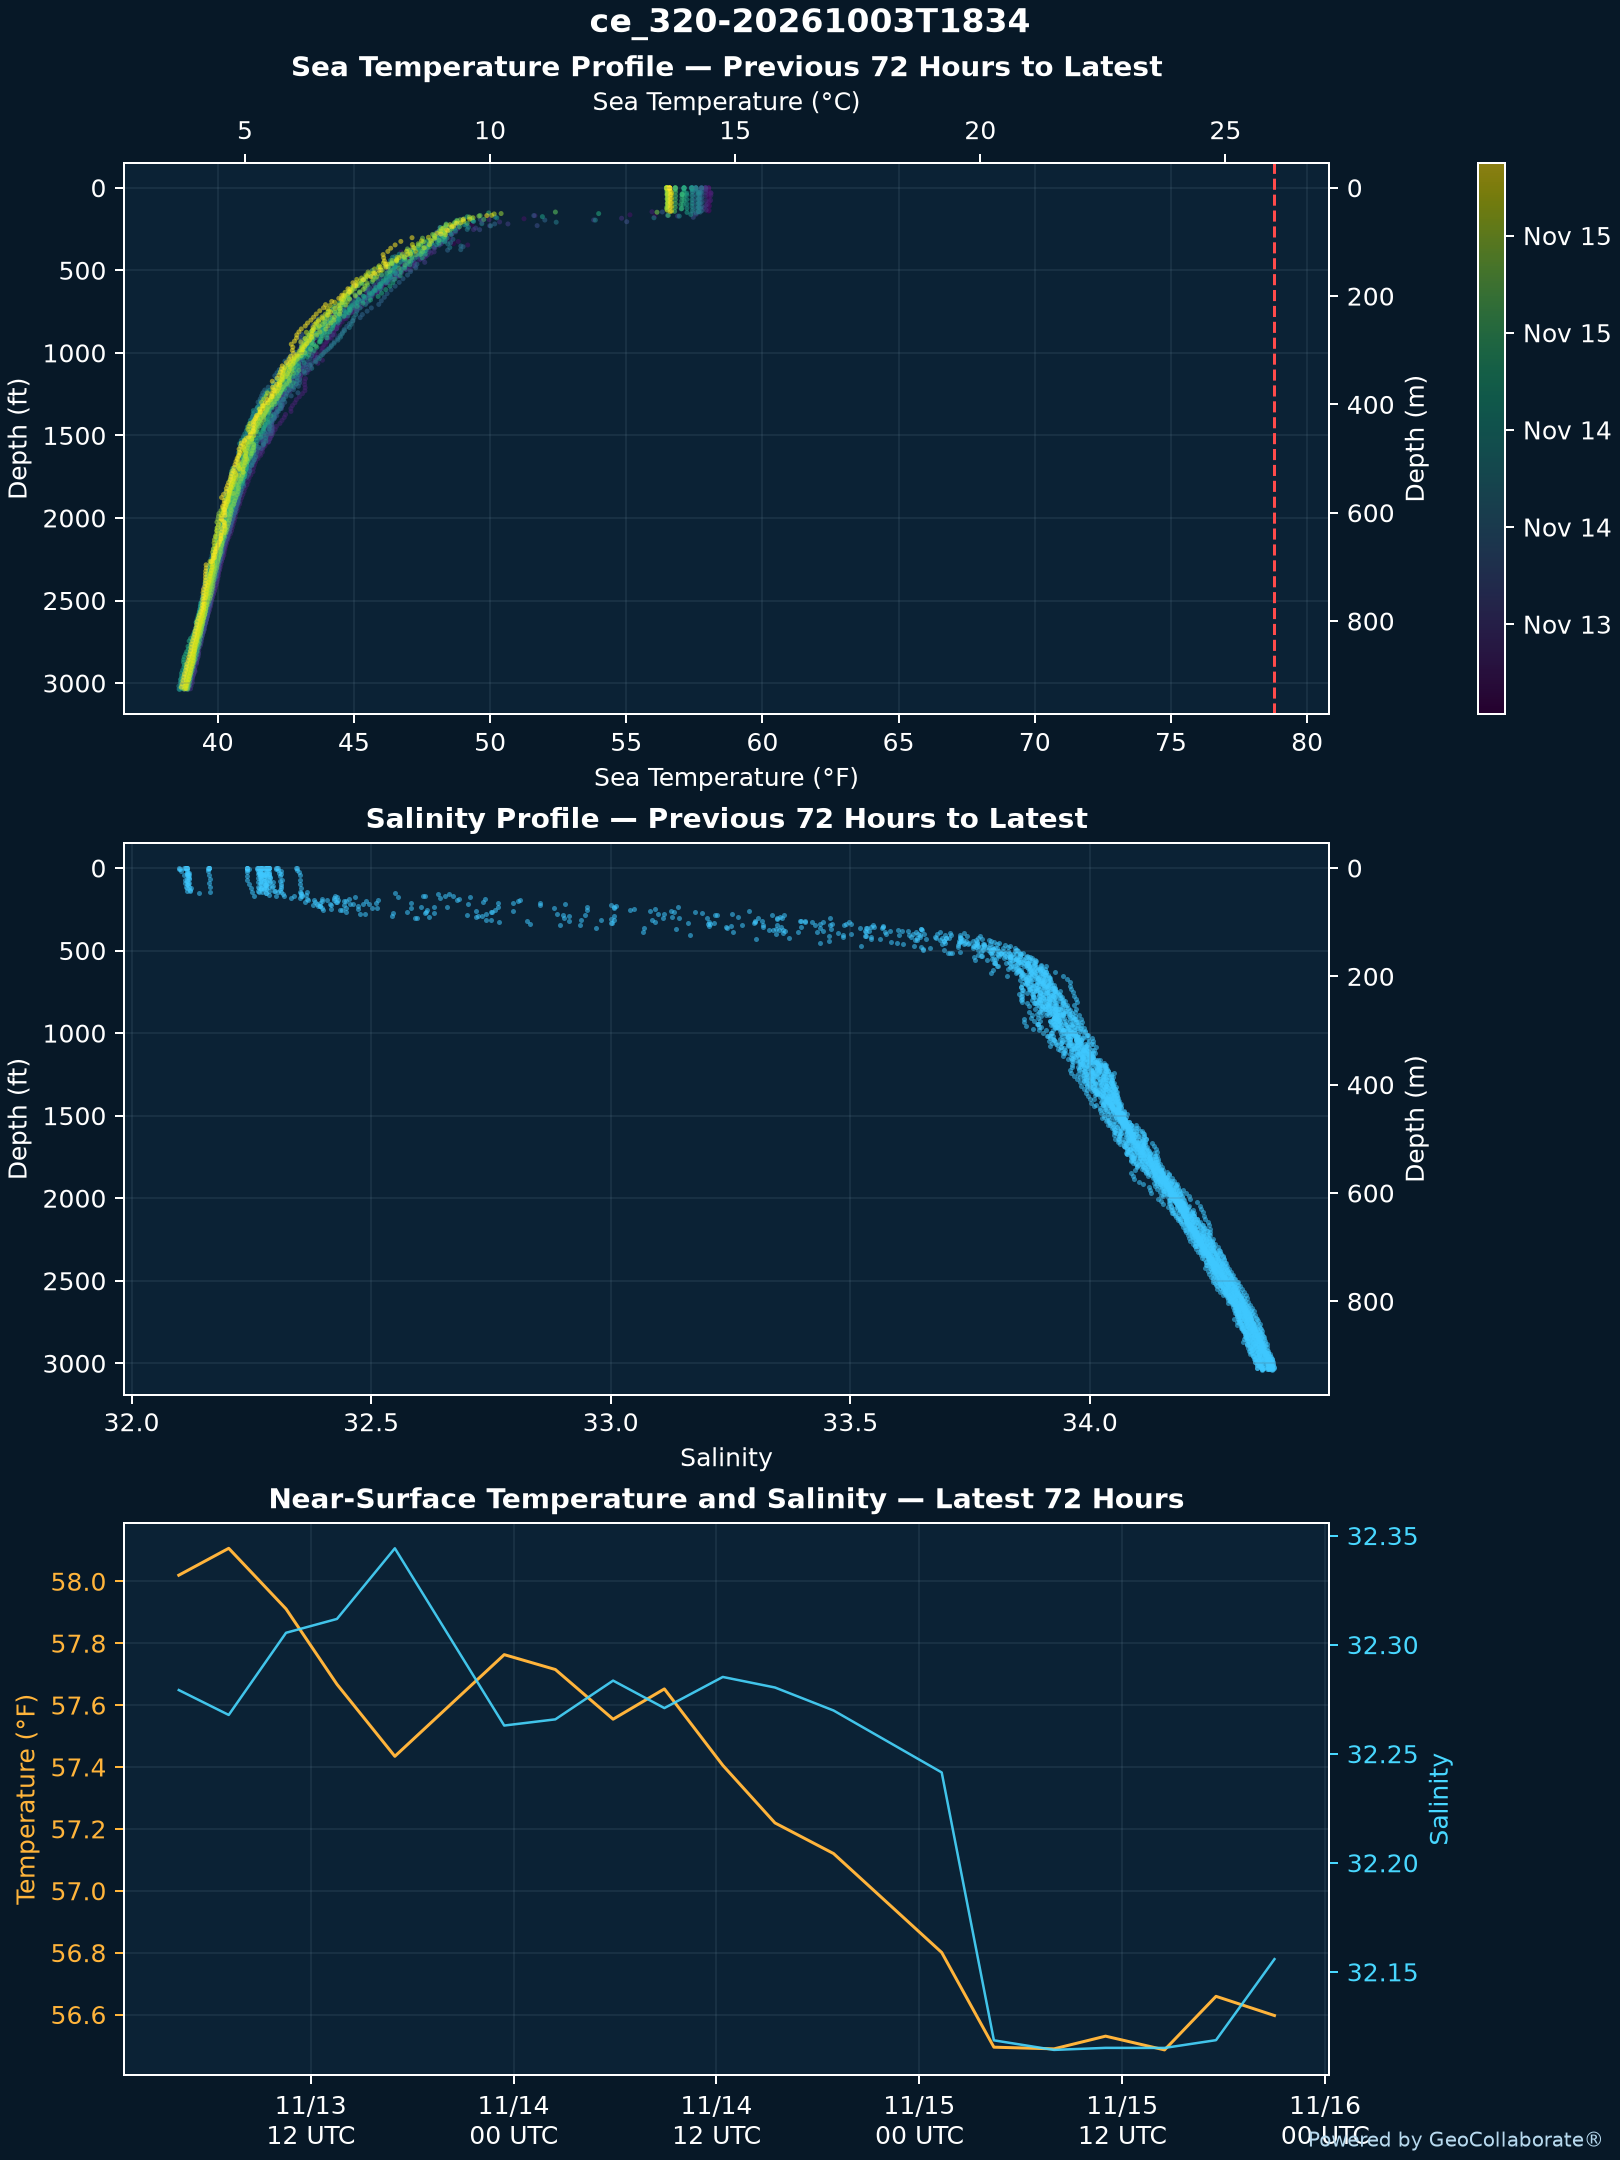 ce_320-20261003T1834
Sea Temperature Profile — Previous 72 Hours to Latest
Sea Temperature (°C)
5 10 15 20 25
0 500 1000 1500 2000 2500 3000
Depth (ft)
0 200 400 600 800
Depth (m)
Nov 15
Nov 15
Nov 14
Nov 14
Nov 13
40 45 50 55 60 65 70 75 80
Sea Temperature (°F)
Salinity Profile — Previous 72 Hours to Latest
0 500 1000 1500 2000 2500 3000
Depth (ft)
0 200 400 600 800
Depth (m)
32.0 32.5 33.0 33.5 34.0
Salinity
Near-Surface Temperature and Salinity — Latest 72 Hours
58.0 57.8 57.6 57.4 57.2 57.0 56.8 56.6
Temperature (°F)
32.35 32.30 32.25 32.20 32.15
Salinity
11/13 11/14 11/14 11/15 11/15 11/16
12 UTC 00 UTC 12 UTC 00 UTC 12 UTC 00 UTC
Powered by GeoCollaborate®